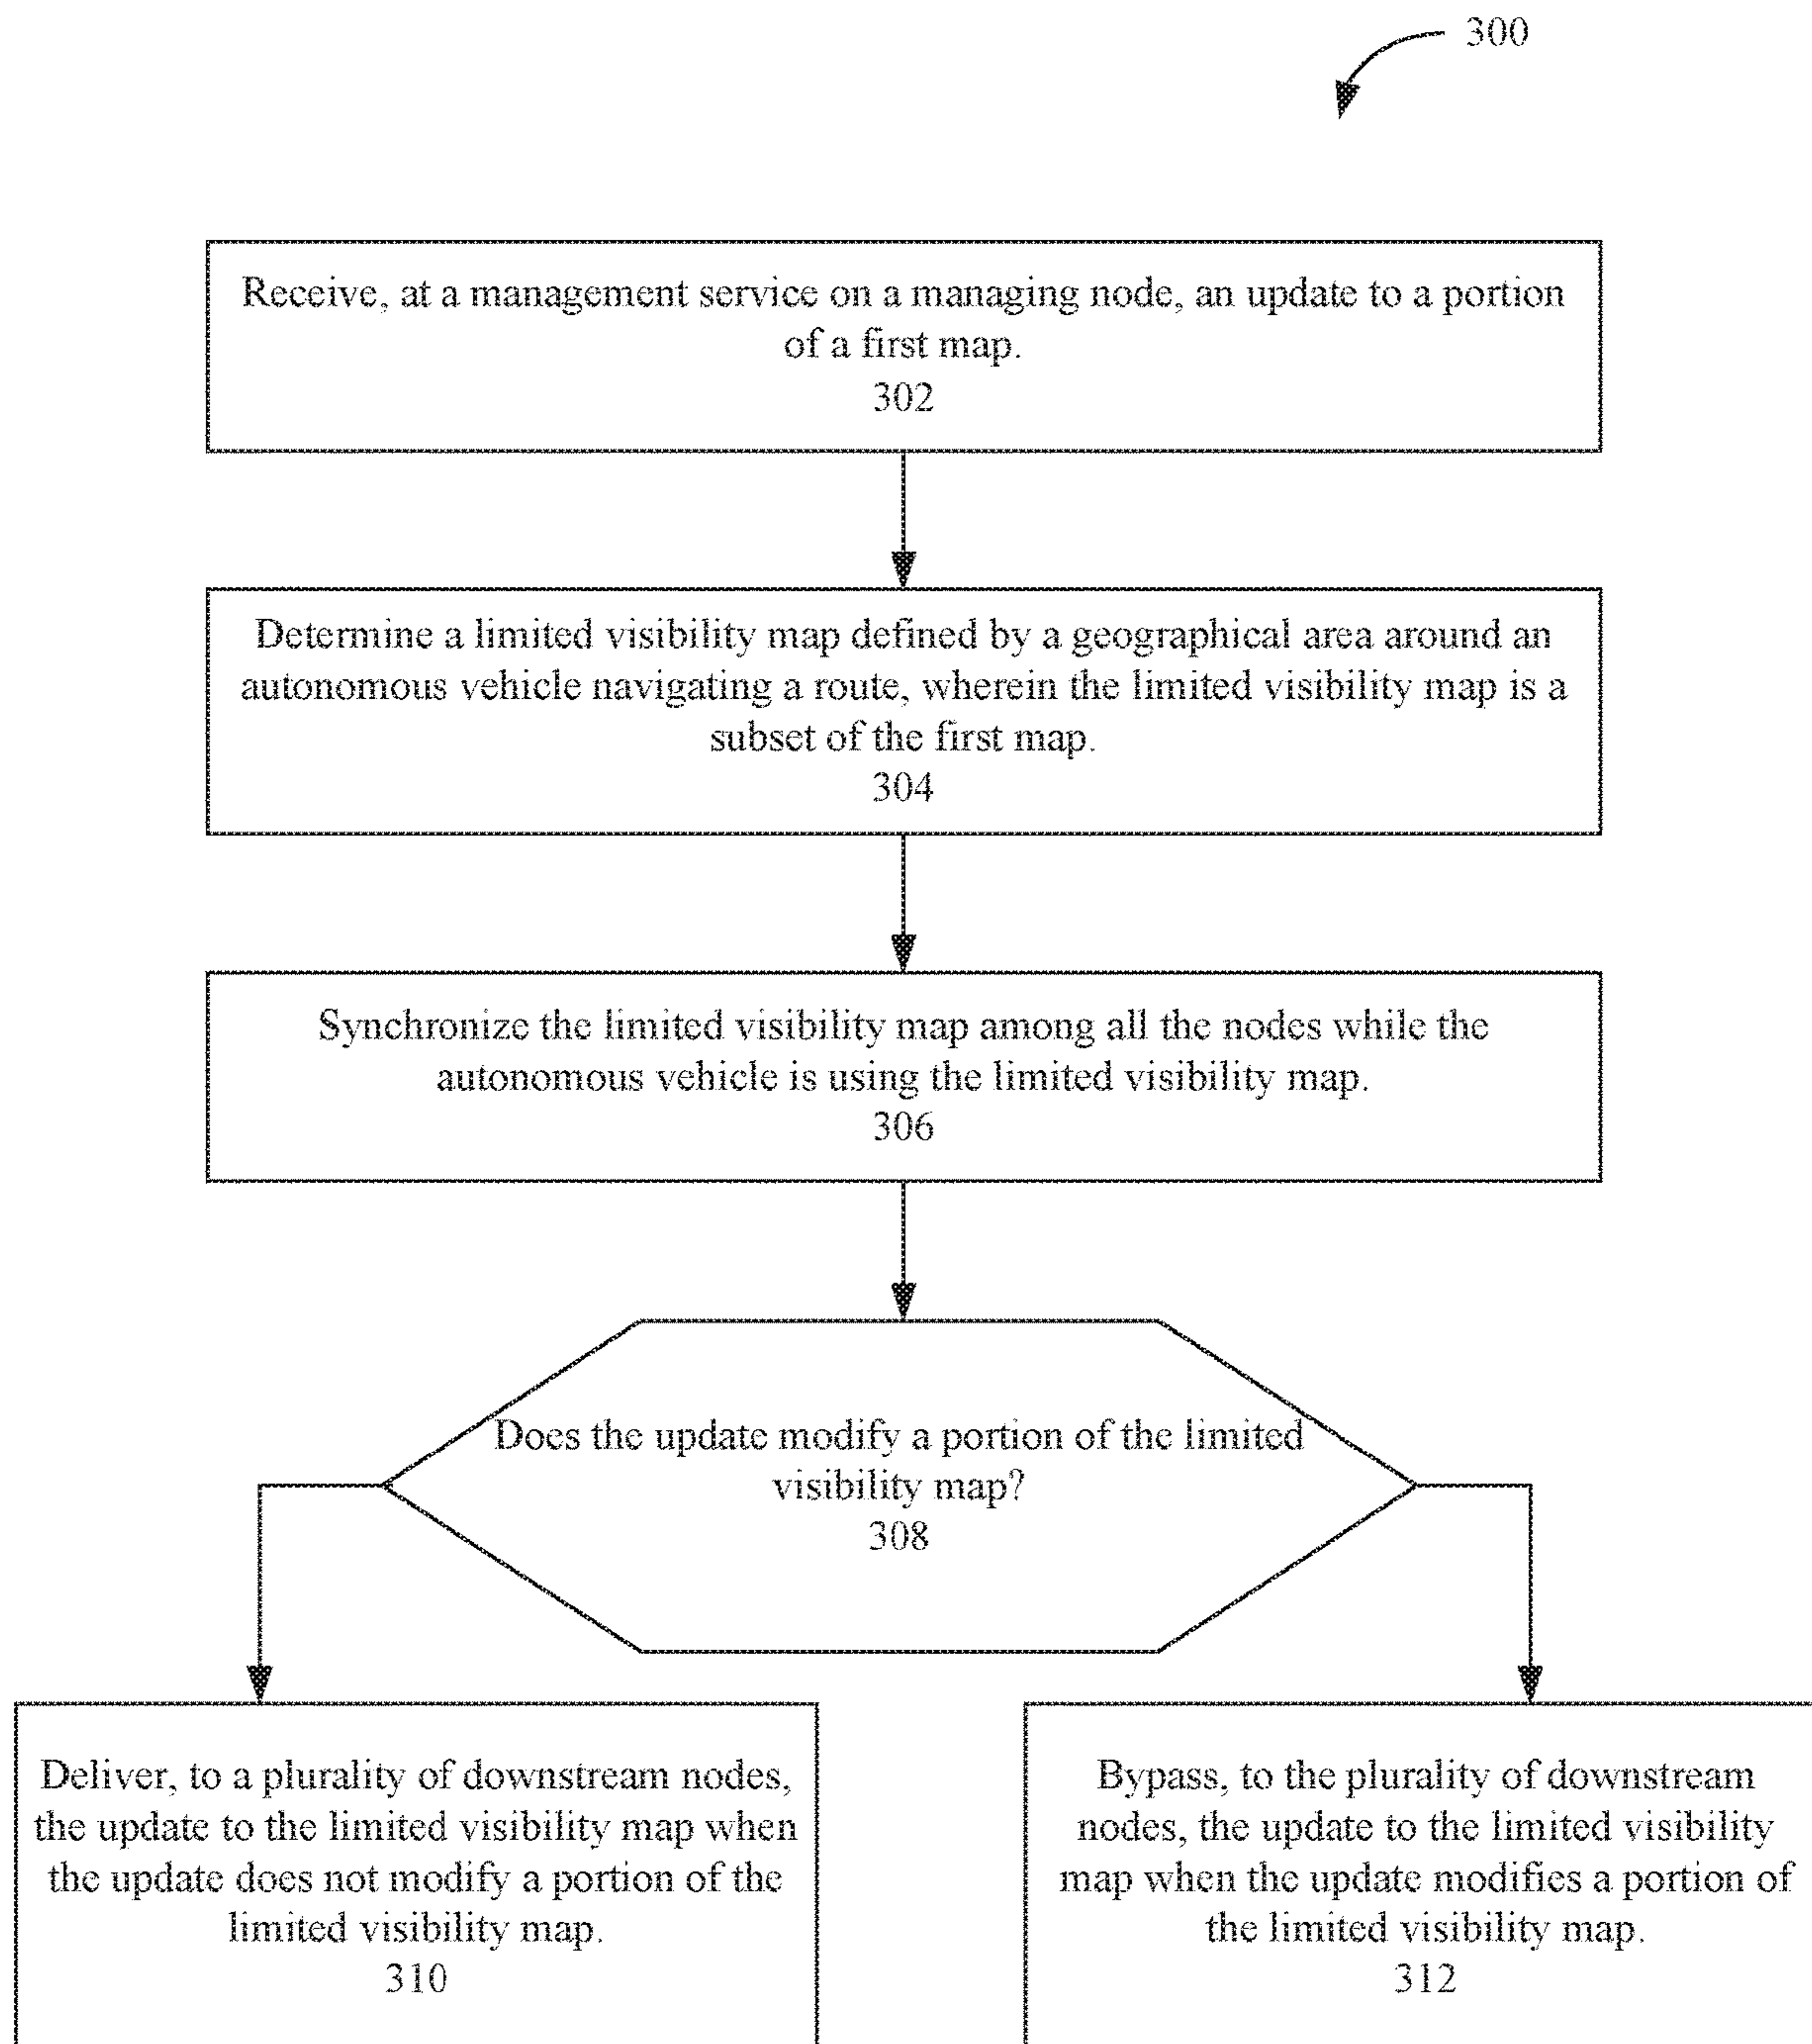 300
Receive, at a management service on a managing node, an update to a portion
of a first map.
302
Determine a limited visibility map defined by a geographical area around an
autonomous vehicle navigating a route, wherein the limited visibility map is a
subset of the first map.
304
Synchronize the limited visibility map among all the nodes while the
autonomous vehicle is using the limited visibility map.
306
Does the update modify a portion of the limited
visibility map?
308
Deliver, to a plurality of downstream nodes,
the update to the limited visibility map when
the update does not modify a portion of the
limited visibility map.
310
Bypass, to the plurality of downstream
nodes, the update to the limited visibility
map when the update modifies a portion of
the limited visibility map.
312